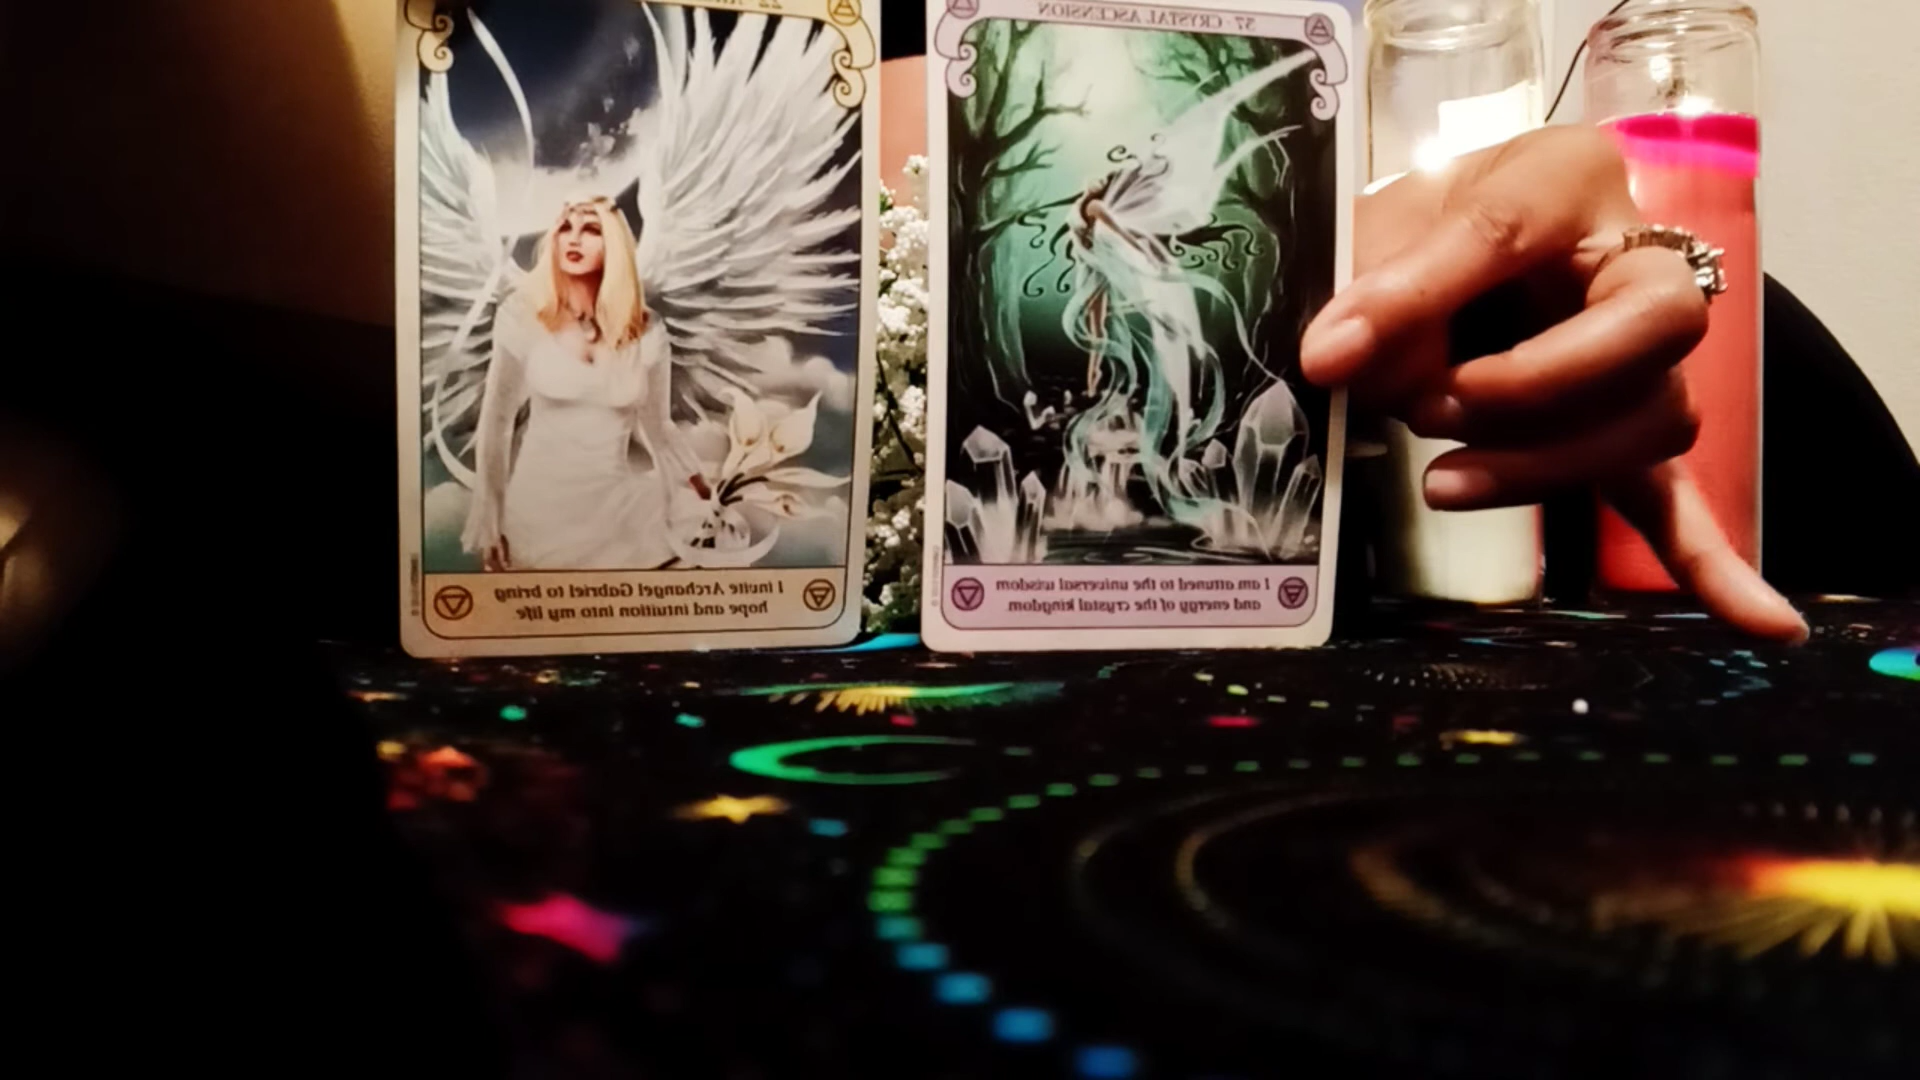 22
I invite Archangel Gabriel to bring
hope and intuition into my life
37 · CRYSTAL ASCENSION
I am attuned to the universal wisdom
and energy of the crystal kingdom.